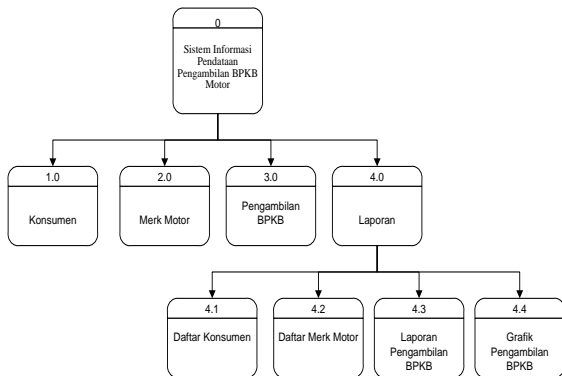 0
Sistem Informasi
Pendataan
Pengambilan BPKB
Motor
1.0
Konsumen
2.0
Merk Motor
3.0
Pengambilan
BPKB
4.0
Laporan
4.1
Daftar Konsumen
4.2
Daftar Merk Motor
4.3
Laporan
Pengambilan
BPKB
4.4
Grafik
Pengambilan
BPKB